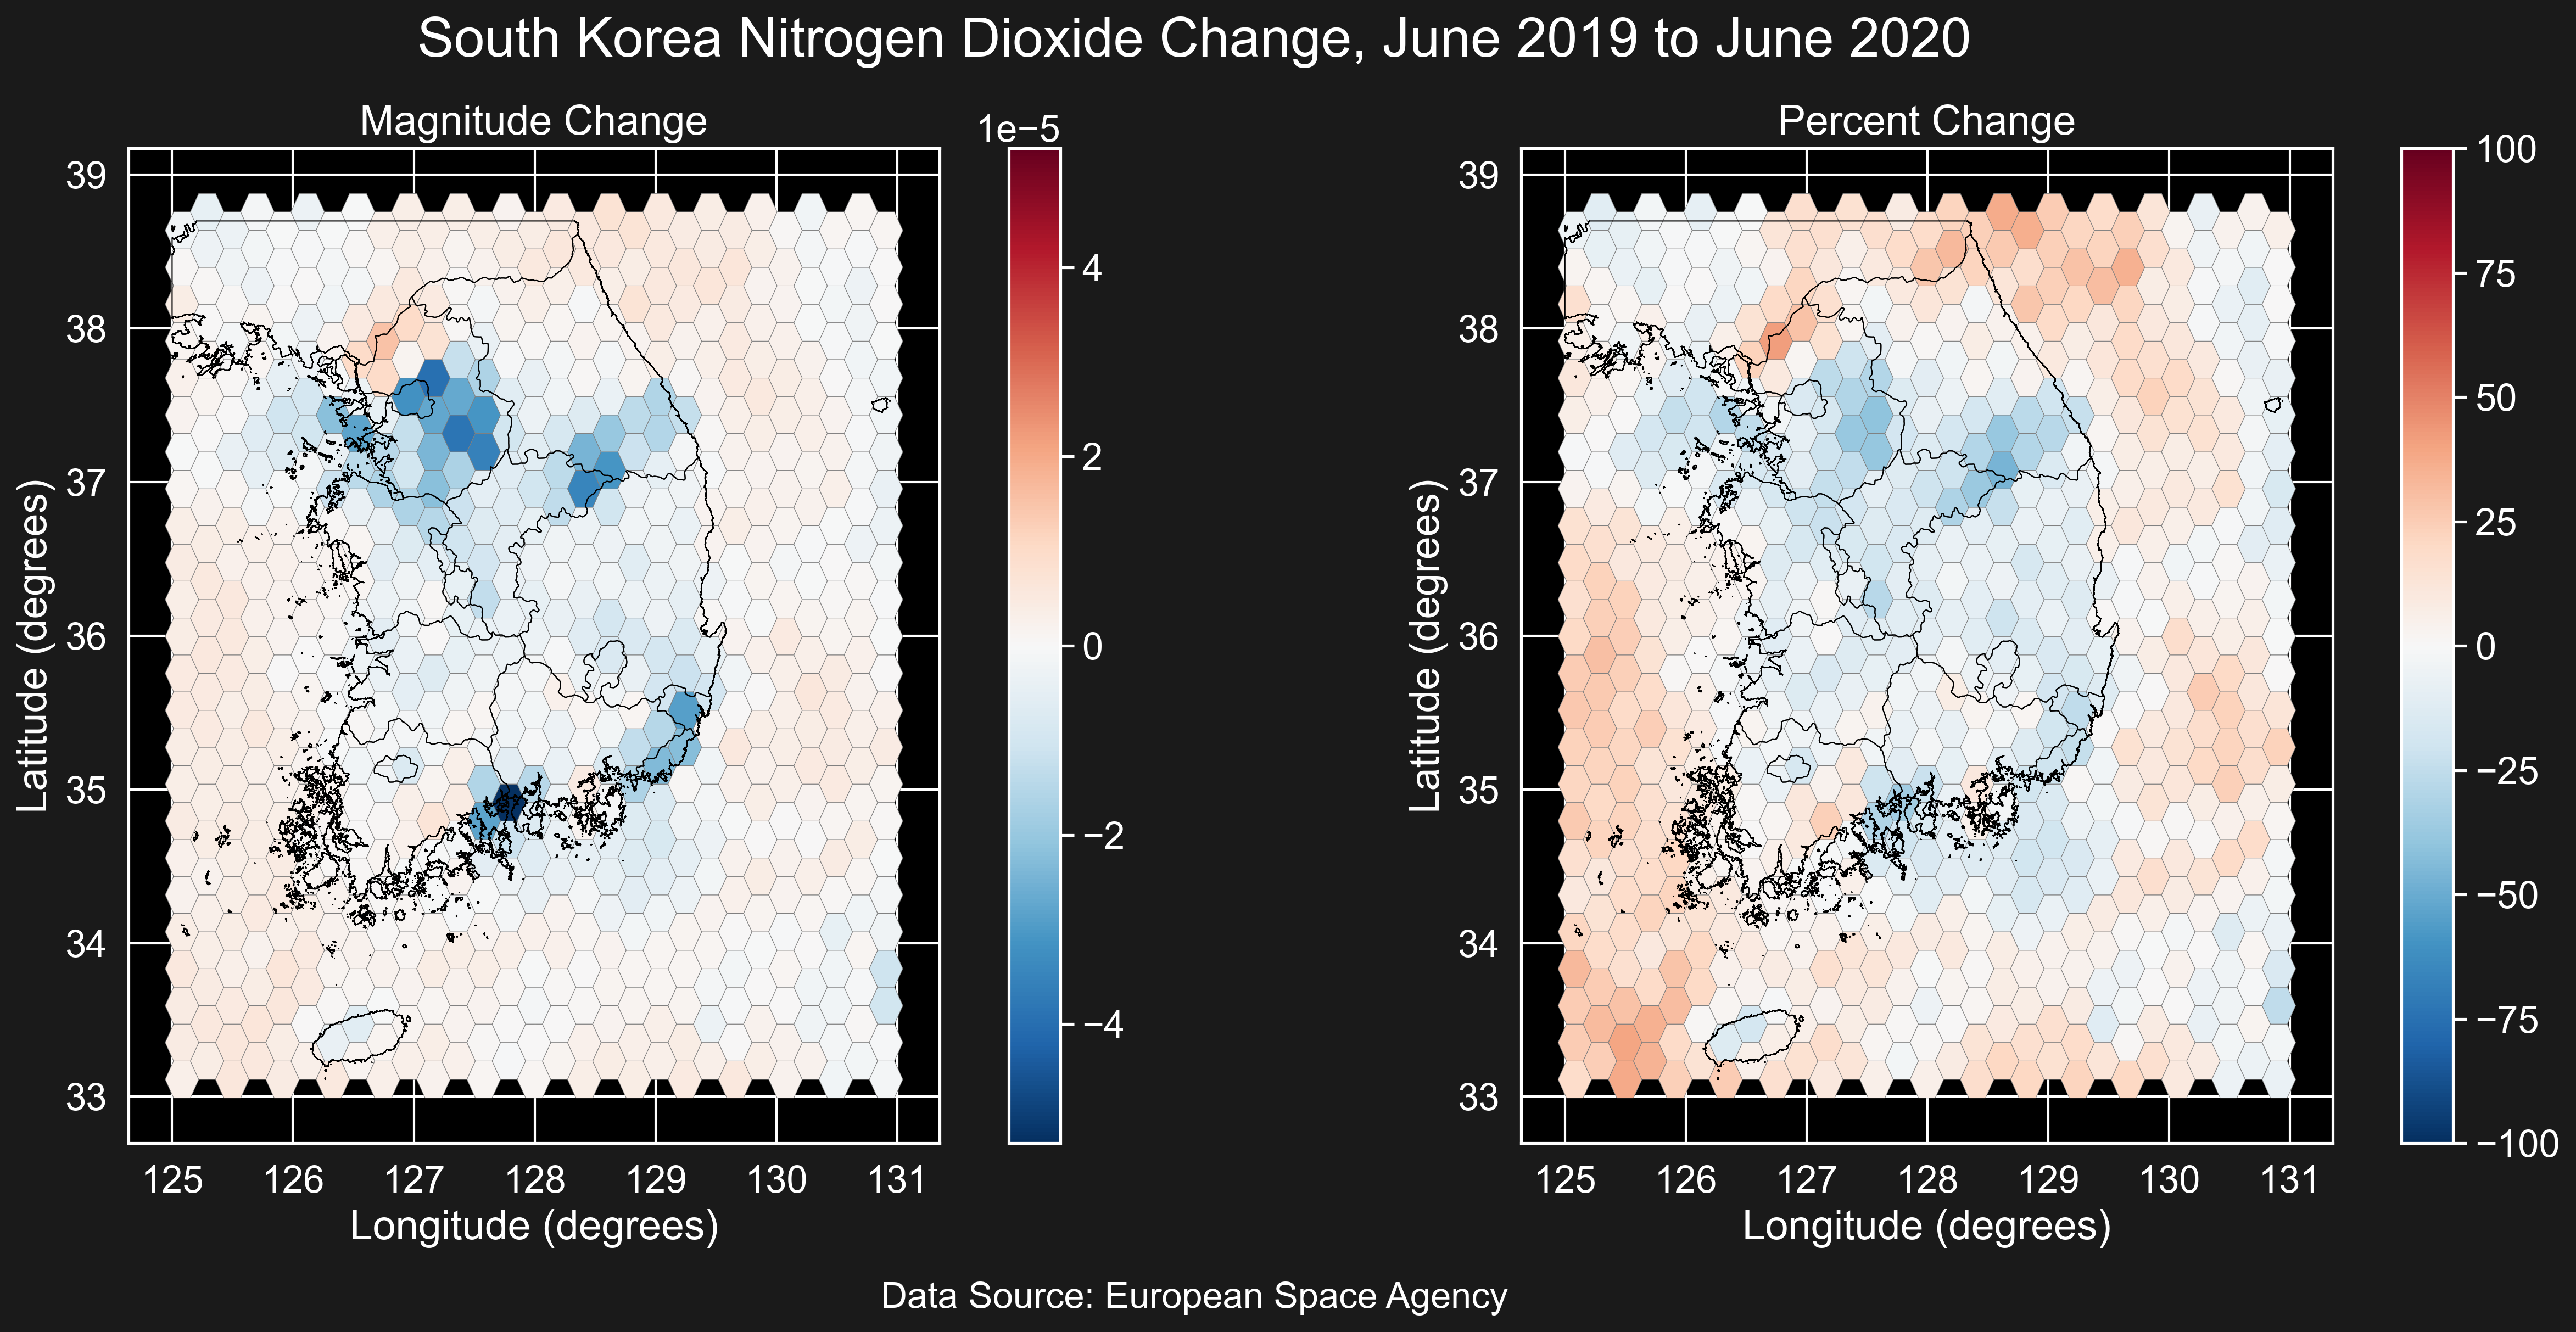 South Korea Nitrogen Dioxide Change, June 2019 to June 2020
Magnitude Change
1e−5
39
38
37
36
35
34
33
Latitude (degrees)
125 126 127 128 129 130 131
Longitude (degrees)
4
2
0
−2
−4
Percent Change
39
38
37
36
35
34
33
Latitude (degrees)
125 126 127 128 129 130 131
Longitude (degrees)
100
75
50
25
0
−25
−50
−75
−100
Data Source: European Space Agency